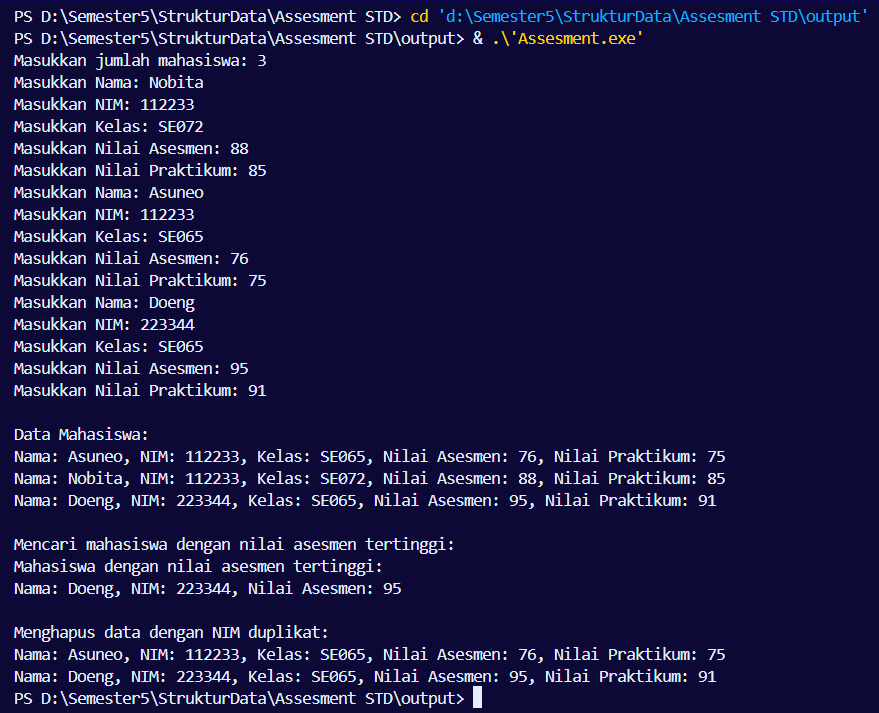 PS D:\Semester5\StrukturData\Assesment STD> cd 'd:\Semester5\StrukturData\Assesment STD\output'
PS D:\Semester5\StrukturData\Assesment STD\output> & .\'Assesment.exe'
Masukkan jumlah mahasiswa: 3
Masukkan Nama: Nobita
Masukkan NIM: 112233
Masukkan Kelas: SE072
Masukkan Nilai Asesmen: 88
Masukkan Nilai Praktikum: 85
Masukkan Nama: Asuneo
Masukkan NIM: 112233
Masukkan Kelas: SE065
Masukkan Nilai Asesmen: 76
Masukkan Nilai Praktikum: 75
Masukkan Nama: Doeng
Masukkan NIM: 223344
Masukkan Kelas: SE065
Masukkan Nilai Asesmen: 95
Masukkan Nilai Praktikum: 91

Data Mahasiswa:
Nama: Asuneo, NIM: 112233, Kelas: SE065, Nilai Asesmen: 76, Nilai Praktikum: 75
Nama: Nobita, NIM: 112233, Kelas: SE072, Nilai Asesmen: 88, Nilai Praktikum: 85
Nama: Doeng, NIM: 223344, Kelas: SE065, Nilai Asesmen: 95, Nilai Praktikum: 91

Mencari mahasiswa dengan nilai asesmen tertinggi:
Mahasiswa dengan nilai asesmen tertinggi:
Nama: Doeng, NIM: 223344, Nilai Asesmen: 95

Menghapus data dengan NIM duplikat:
Nama: Asuneo, NIM: 112233, Kelas: SE065, Nilai Asesmen: 76, Nilai Praktikum: 75
Nama: Doeng, NIM: 223344, Kelas: SE065, Nilai Asesmen: 95, Nilai Praktikum: 91
PS D:\Semester5\StrukturData\Assesment STD\output>